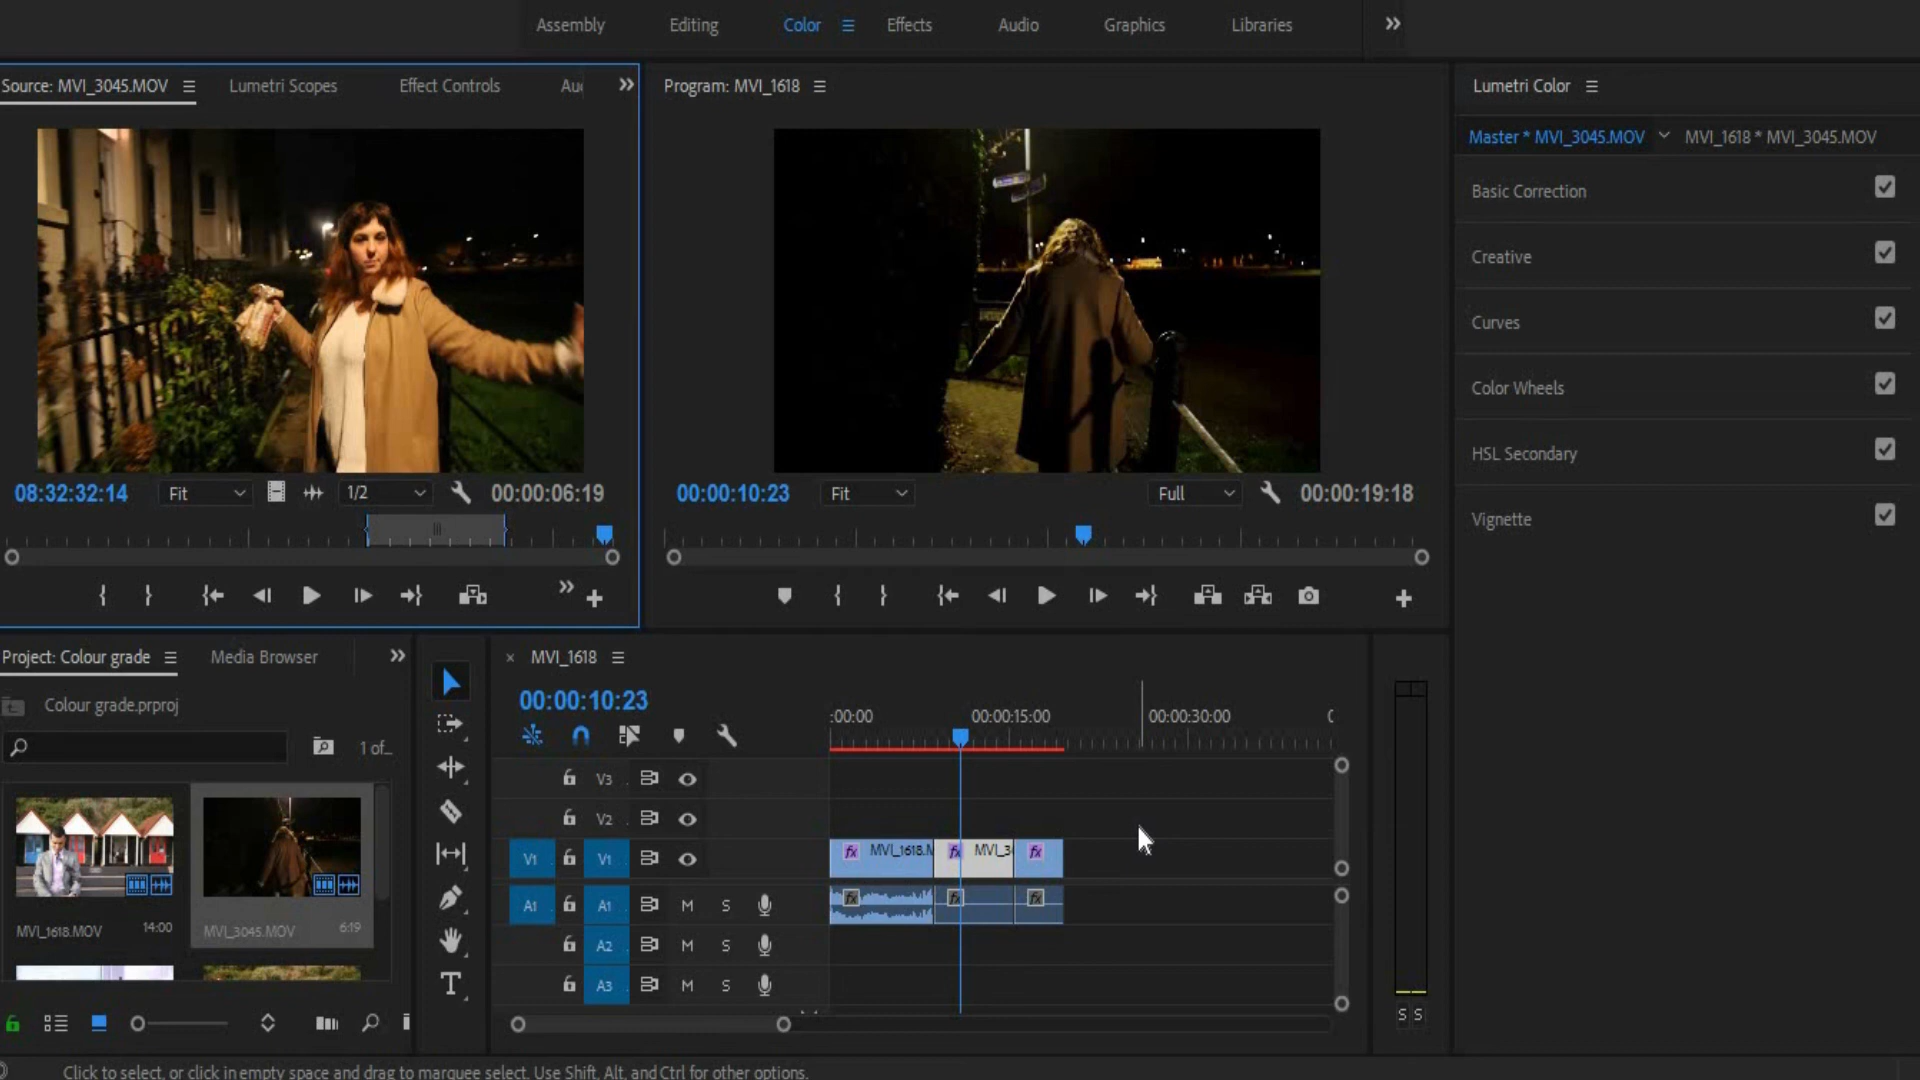 Assembly Editing Color Effects Audio Graphics Libraries
Source: MVI_3045.MOV Lumetri Scopes Effect Controls Au
Program: MVI_1618
Lumetri Color
Master * MVI_3045.MOV MVI_1618 * MVI_3045.MOV
Basic Correction
Creative
Curves
Color Wheels
HSL Secondary
Vignette
08:32:32:14 Fit 1/2 00:00:06:19
00:00:10:23 Fit Full 00:00:19:18
Project: Colour grade Media Browser
Colour grade.prproj
1 of...
MVI_1618.MOV 14:00
MVI_3045.MOV 6:19
MVI_1618
00:00:10:23
:00:00 00:00:15:00 00:00:30:00
V3
V2
V1 V1 fx MVI_1618.M fx MVI_3 fx
A1 A1 M S fx fx fx
A2 M S
A3 M S
S S
Click to select, or click in empty space and drag to marquee select. Use Shift, Alt, and Ctrl for other options.